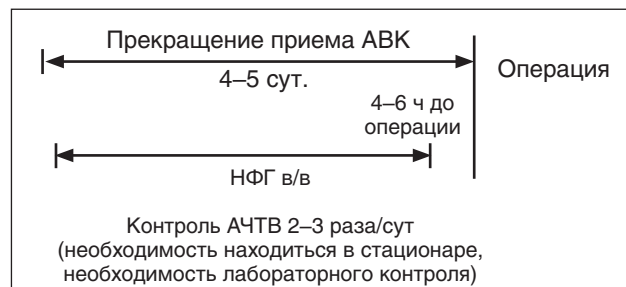 Прекращение приема АВК
4–5 сут.
Операция
4–6 ч до
операции
НФГ в/в
Контроль АЧТВ 2–3 раза/сут
(необходимость находиться в стационаре,
необходимость лабораторного контроля)